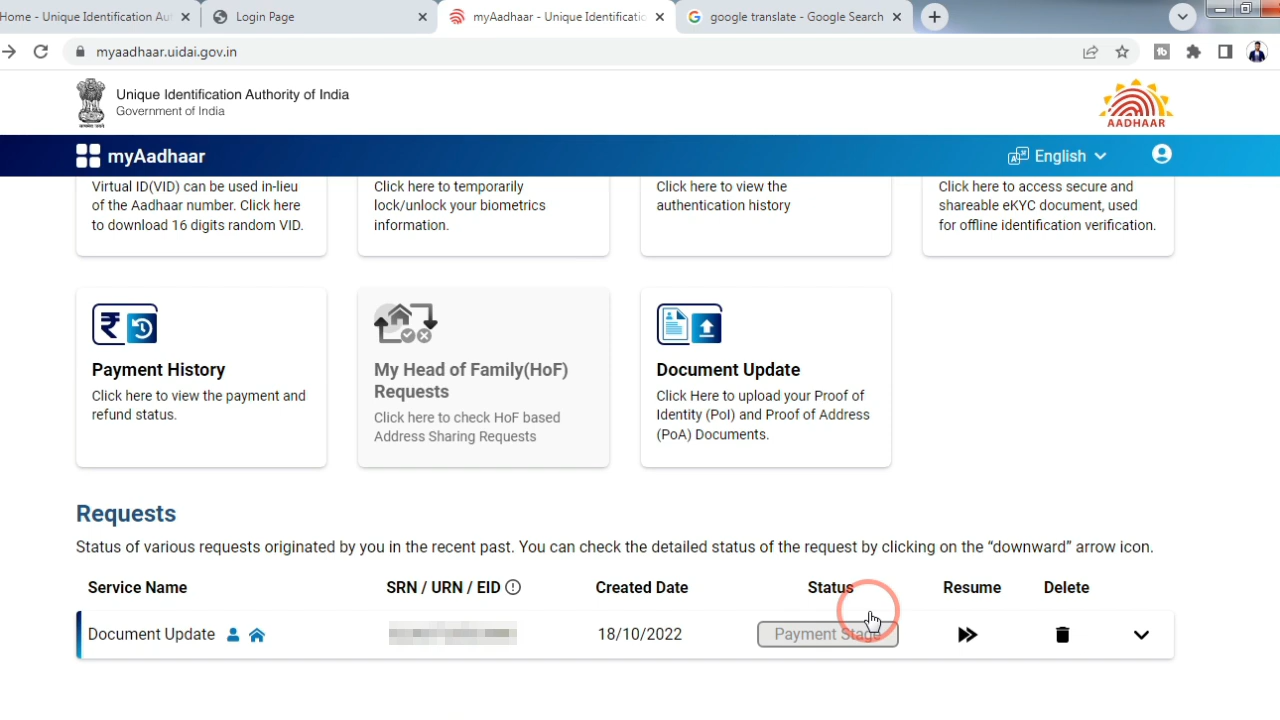 Home - Unique Identification Au
Login Page
myAadhaar - Unique Identificatio
google translate - Google Search
myaadhaar.uidai.gov.in
Unique Identification Authority of India
Government of India
AADHAAR
myAadhaar
English
Virtual ID(VID) can be used in-lieu
of the Aadhaar number. Click here
to download 16 digits random VID.
Click here to temporarily
lock/unlock your biometrics
information.
Click here to view the
authentication history
Click here to access secure and
shareable eKYC document, used
for offline identification verification.
Payment History
Click here to view the payment and
refund status.
My Head of Family(HoF)
Requests
Click here to check HoF based
Address Sharing Requests
Document Update
Click Here to upload your Proof of
Identity (PoI) and Proof of Address
(PoA) Documents.
Requests
Status of various requests originated by you in the recent past. You can check the detailed status of the request by clicking on the “downward” arrow icon.
Service Name SRN / URN / EID Created Date Status Resume Delete
Document Update 18/10/2022 Payment Stage